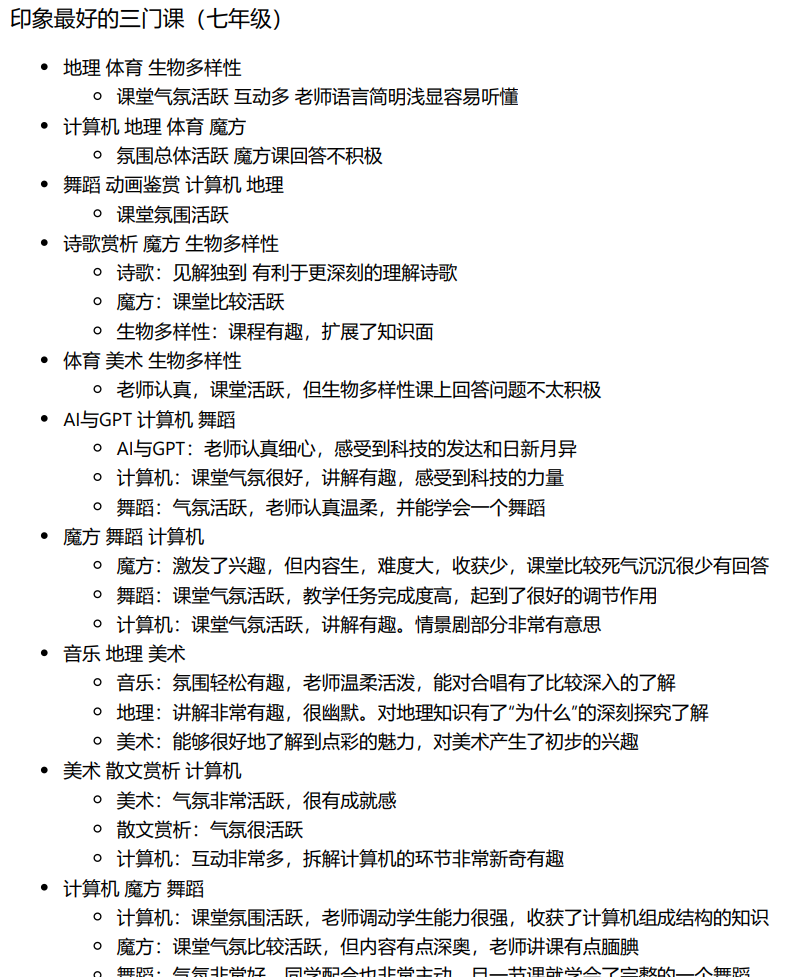 印象最好的三门课（七年级）
地理 体育 生物多样性
课堂气氛活跃 互动多 老师语言简明浅显容易听懂
计算机 地理 体育 魔方
氛围总体活跃 魔方课回答不积极
舞蹈 动画鉴赏 计算机 地理
课堂氛围活跃
诗歌赏析 魔方 生物多样性
诗歌：见解独到 有利于更深刻的理解诗歌
魔方：课堂比较活跃
生物多样性：课程有趣，扩展了知识面
体育 美术 生物多样性
老师认真，课堂活跃，但生物多样性课上回答问题不太积极
AI与GPT 计算机 舞蹈
AI与GPT：老师认真细心，感受到科技的发达和日新月异
计算机：课堂气氛很好，讲解有趣，感受到科技的力量
舞蹈：气氛活跃，老师认真温柔，并能学会一个舞蹈
魔方 舞蹈 计算机
魔方：激发了兴趣，但内容生，难度大，收获少，课堂比较死气沉沉很少有回答
舞蹈：课堂气氛活跃，教学任务完成度高，起到了很好的调节作用
计算机：课堂气氛活跃，讲解有趣。情景剧部分非常有意思
音乐 地理 美术
音乐：氛围轻松有趣，老师温柔活泼，能对合唱有了比较深入的了解
地理：讲解非常有趣，很幽默。对地理知识有了“为什么”的深刻探究了解
美术：能够很好地了解到点彩的魅力，对美术产生了初步的兴趣
美术 散文赏析 计算机
美术：气氛非常活跃，很有成就感
散文赏析：气氛很活跃
计算机：互动非常多，拆解计算机的环节非常新奇有趣
计算机 魔方 舞蹈
计算机：课堂氛围活跃，老师调动学生能力很强，收获了计算机组成结构的知识
魔方：课堂气氛比较活跃，但内容有点深奥，老师讲课有点腼腆
舞蹈：气氛非常好，同学配合也非常主动，且一节课就学会了完整的一个舞蹈